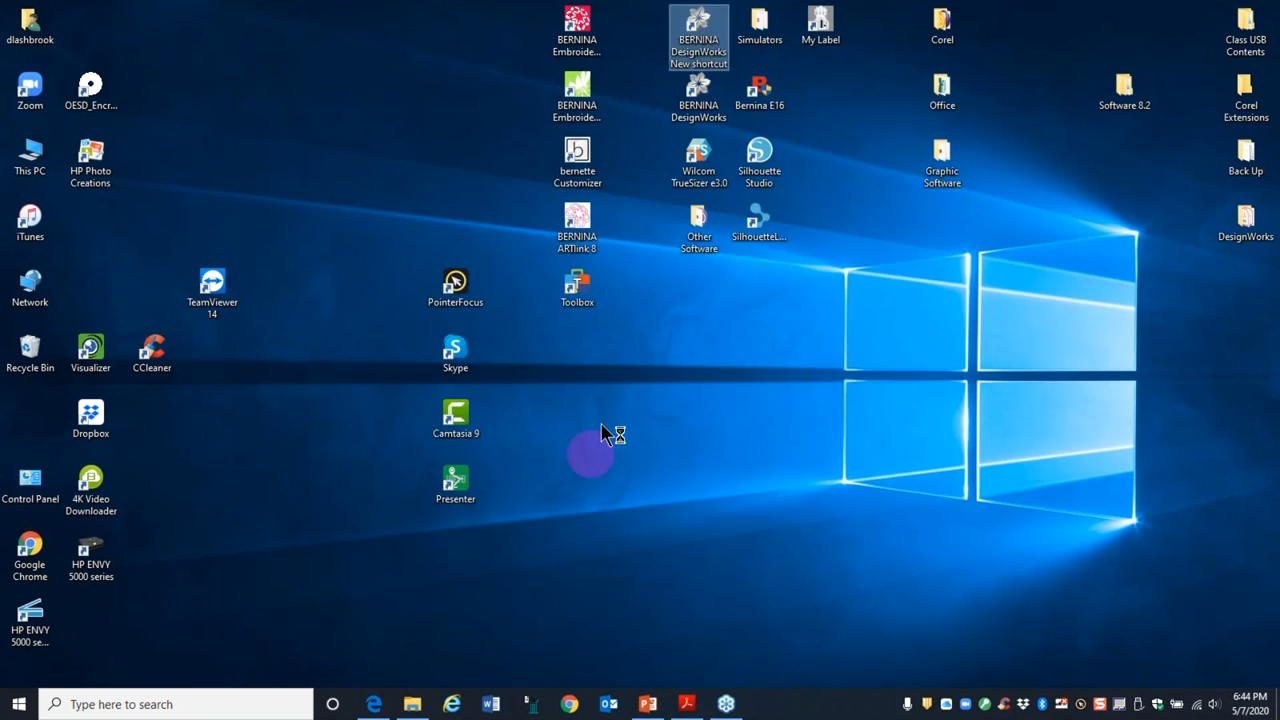 dlashbrook
BERNINA
Embroide...
BERNINA
DesignWorks
New shortcut
Simulators
My Label
Corel
Class USB
Contents
Zoom
OESD_Encr...
BERNINA
Embroide...
BERNINA
DesignWorks
Bernina E16
Office
Software 8.2
Corel
Extensions
This PC
HP Photo
Creations
bernette
Customizer
Wilcom
TrueSizer e3.0
Silhouette
Studio
Graphic
Software
Back Up
iTunes
BERNINA
ARTlink 8
Other
Software
SilhouetteL...
DesignWorks
Network
TeamViewer
14
PointerFocus
Toolbox
Recycle Bin
Visualizer
CCleaner
Skype
Dropbox
Camtasia 9
Control Panel
4K Video
Downloader
Presenter
Google
Chrome
HP ENVY
5000 series
HP ENVY
5000 se...
Type here to search
6:44 PM
5/7/2020